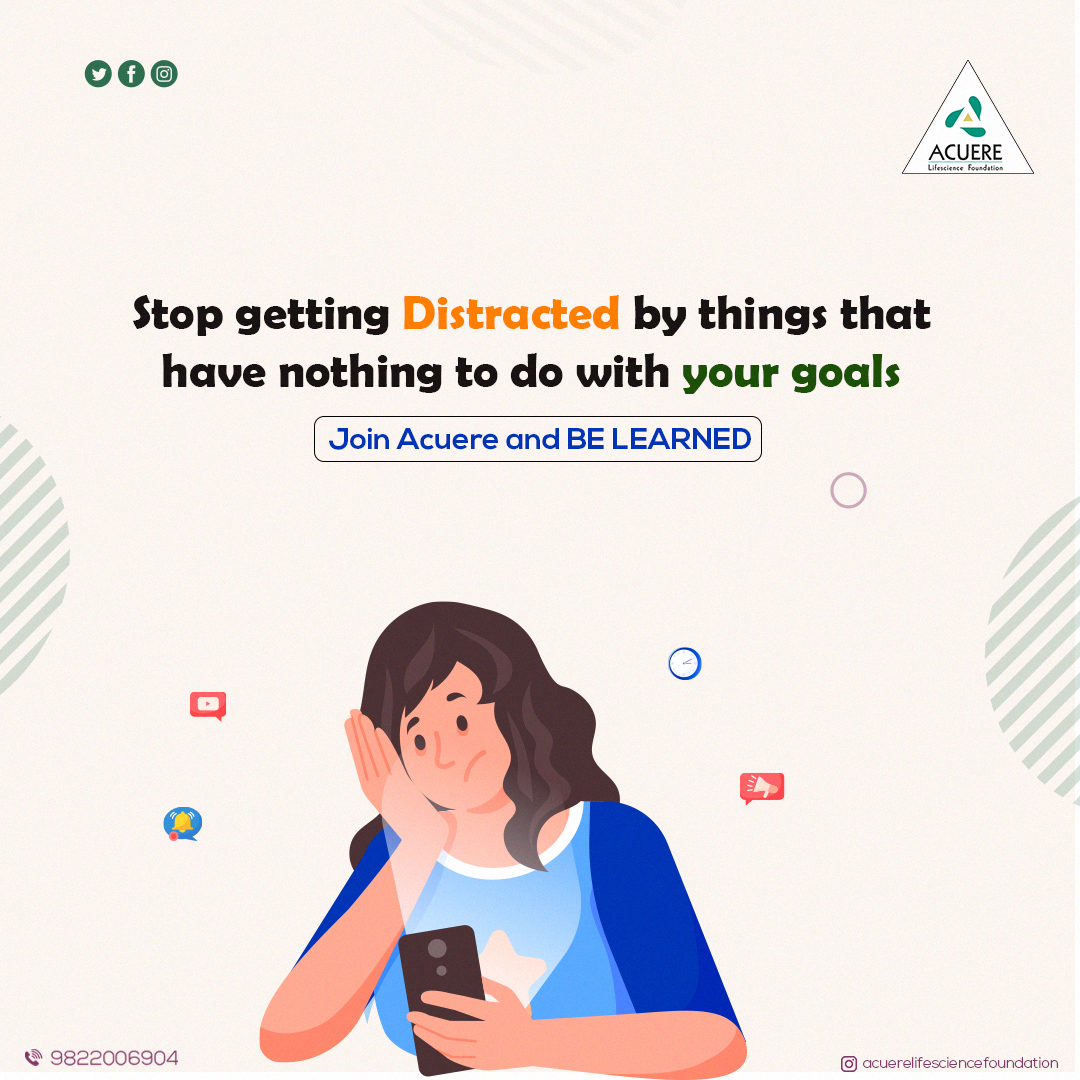 ACUERE
Lifescience Foundation
Stop getting Distracted by things that
have nothing to do with your goals
Join Acuere and BE LEARNED
9822006904
acuerelifesciencefoundation